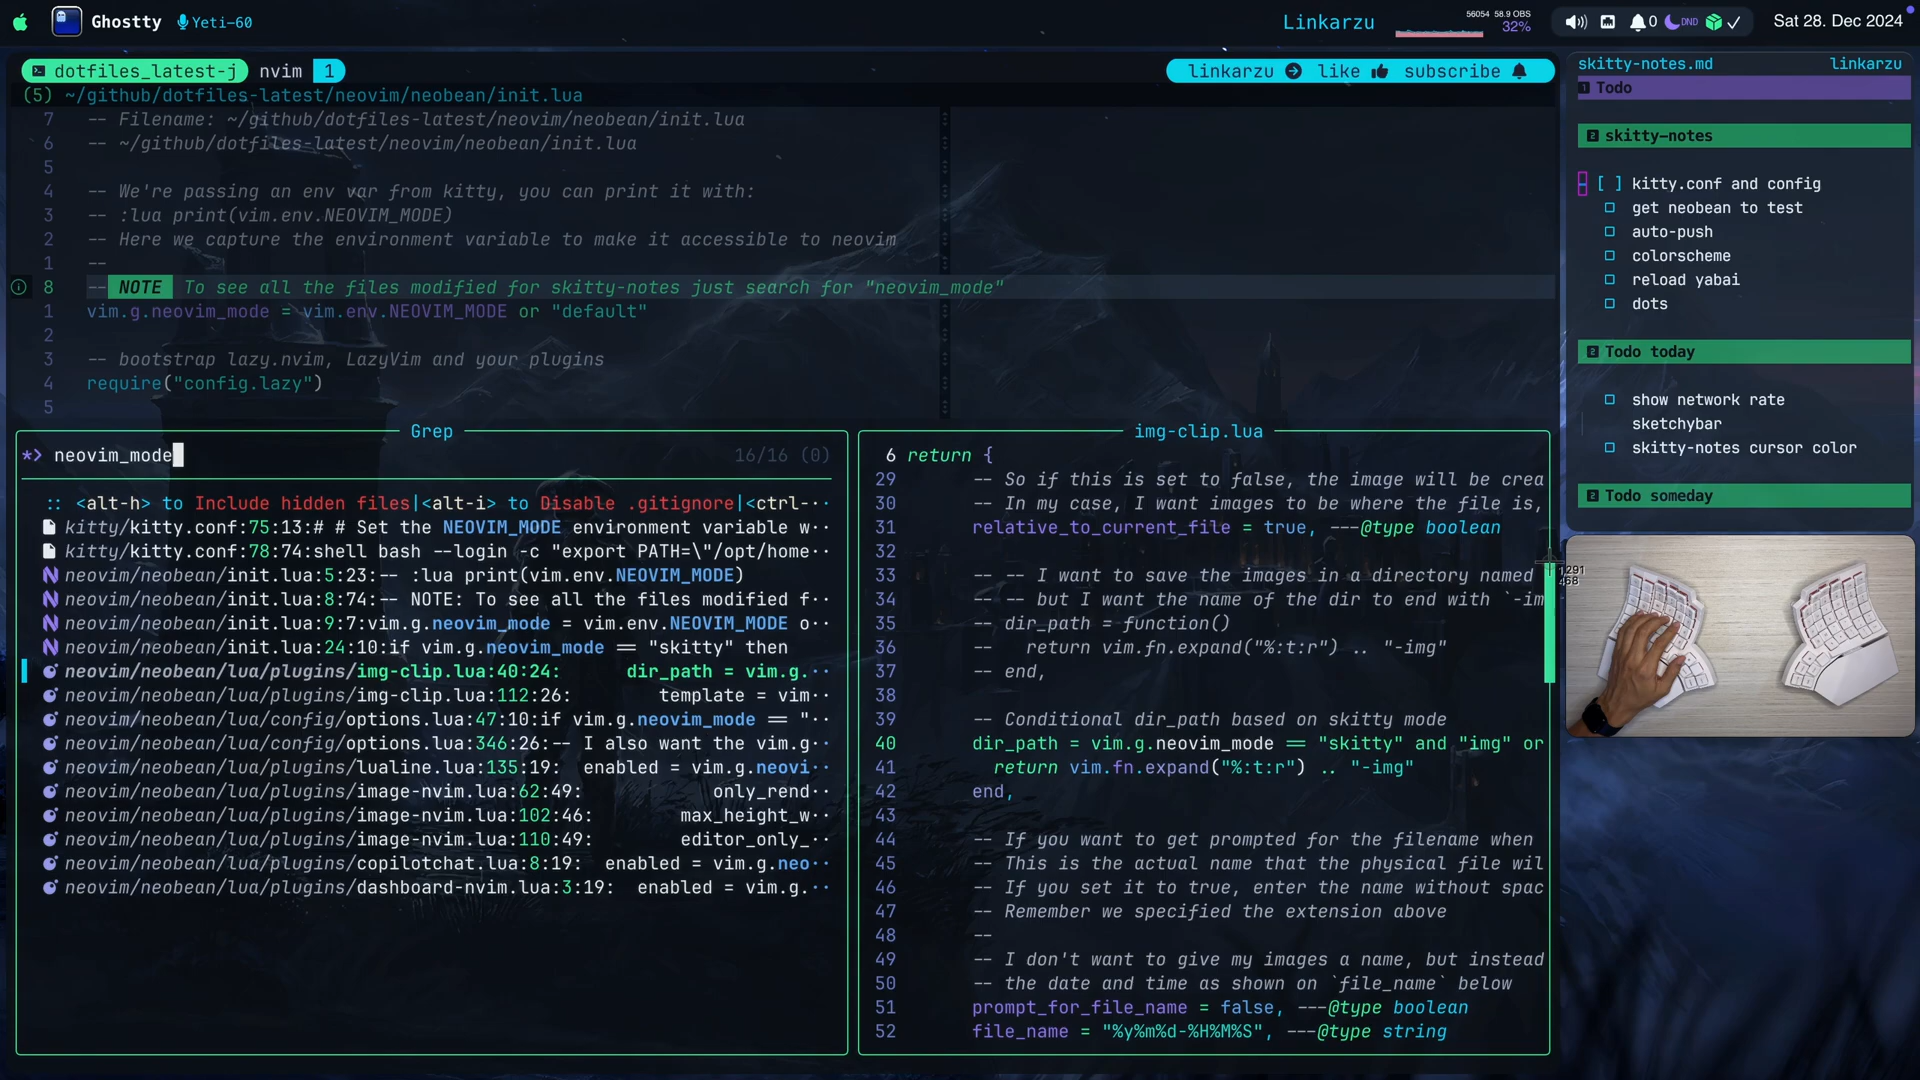 Ghostty Yeti-60
Linkarzu
56054 58.9 OBS
32%
0 DND
Sat 28. Dec 2024
dotfiles_latest-j nvim 1
linkarzu like subscribe
(5) ~/github/dotfiles-latest/neovim/neobean/init.lua
7 -- Filename: ~/github/dotfiles-latest/neovim/neobean/init.lua
6 -- ~/github/dotfiles-latest/neovim/neobean/init.lua
5
4 -- We're passing an env var from kitty, you can print it with:
3 -- :lua print(vim.env.NEOVIM_MODE)
2 -- Here we capture the environment variable to make it accessible to neovim
1 --
8 -- NOTE To see all the files modified for skitty-notes just search for "neovim_mode"
1 vim.g.neovim_mode = vim.env.NEOVIM_MODE or "default"
2
3 -- bootstrap lazy.nvim, LazyVim and your plugins
4 require("config.lazy")
5
Grep
*> neovim_mode 16/16 (0)
:: <alt-h> to Include hidden files|<alt-i> to Disable .gitignore|<ctrl-··
kitty/kitty.conf:75:13:# # Set the NEOVIM_MODE environment variable w··
kitty/kitty.conf:78:74:shell bash --login -c "export PATH=\"/opt/home··
neovim/neobean/init.lua:5:23:-- :lua print(vim.env.NEOVIM_MODE)
neovim/neobean/init.lua:8:74:-- NOTE: To see all the files modified f··
neovim/neobean/init.lua:9:7:vim.g.neovim_mode = vim.env.NEOVIM_MODE o··
neovim/neobean/init.lua:24:10:if vim.g.neovim_mode == "skitty" then
neovim/neobean/lua/plugins/img-clip.lua:40:24: dir_path = vim.g.··
neovim/neobean/lua/plugins/img-clip.lua:112:26: template = vim··
neovim/neobean/lua/config/options.lua:47:10:if vim.g.neovim_mode == "··
neovim/neobean/lua/config/options.lua:346:26:-- I also want the vim.g··
neovim/neobean/lua/plugins/lualine.lua:135:19: enabled = vim.g.neovi··
neovim/neobean/lua/plugins/image-nvim.lua:62:49: only_rend··
neovim/neobean/lua/plugins/image-nvim.lua:102:46: max_height_w··
neovim/neobean/lua/plugins/image-nvim.lua:110:49: editor_only_··
neovim/neobean/lua/plugins/copilotchat.lua:8:19: enabled = vim.g.neo··
neovim/neobean/lua/plugins/dashboard-nvim.lua:3:19: enabled = vim.g.··
img-clip.lua
6 return {
29 -- So if this is set to false, the image will be crea
30 -- In my case, I want images to be where the file is,
31 relative_to_current_file = true, ---@type boolean
32
33 -- -- I want to save the images in a directory named
34 -- -- but I want the name of the dir to end with `-im
35 -- dir_path = function()
36 -- return vim.fn.expand("%:t:r") .. "-img"
37 -- end,
38
39 -- Conditional dir_path based on skitty mode
40 dir_path = vim.g.neovim_mode == "skitty" and "img" or
41 return vim.fn.expand("%:t:r") .. "-img"
42 end,
43
44 -- If you want to get prompted for the filename when
45 -- This is the actual name that the physical file wil
46 -- If you set it to true, enter the name without spac
47 -- Remember we specified the extension above
48 --
49 -- I don't want to give my images a name, but instead
50 -- the date and time as shown on `file_name` below
51 prompt_for_file_name = false, ---@type boolean
52 file_name = "%y%m%d-%H%M%S", ---@type string
skitty-notes.md linkarzu
1 Todo
2 skitty-notes
- [ ] kitty.conf and config
get neobean to test
auto-push
colorscheme
reload yabai
dots
2 Todo today
show network rate
sketchybar
skitty-notes cursor color
2 Todo someday
1291
458